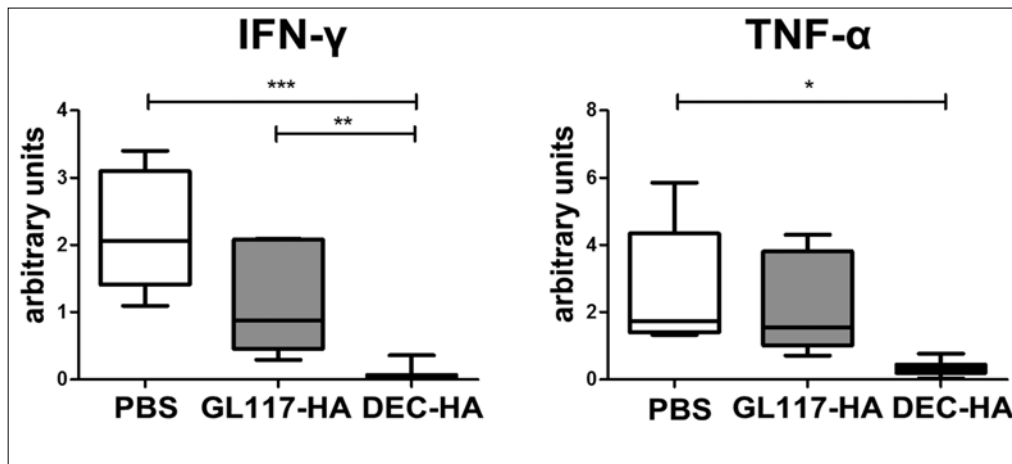 IFN-γ
***
**
arbitrary units
4
3
2
1
0
PBS GL117-HA DEC-HA
TNF-α
*
arbitrary units
8
6
4
2
0
PBS GL117-HA DEC-HA